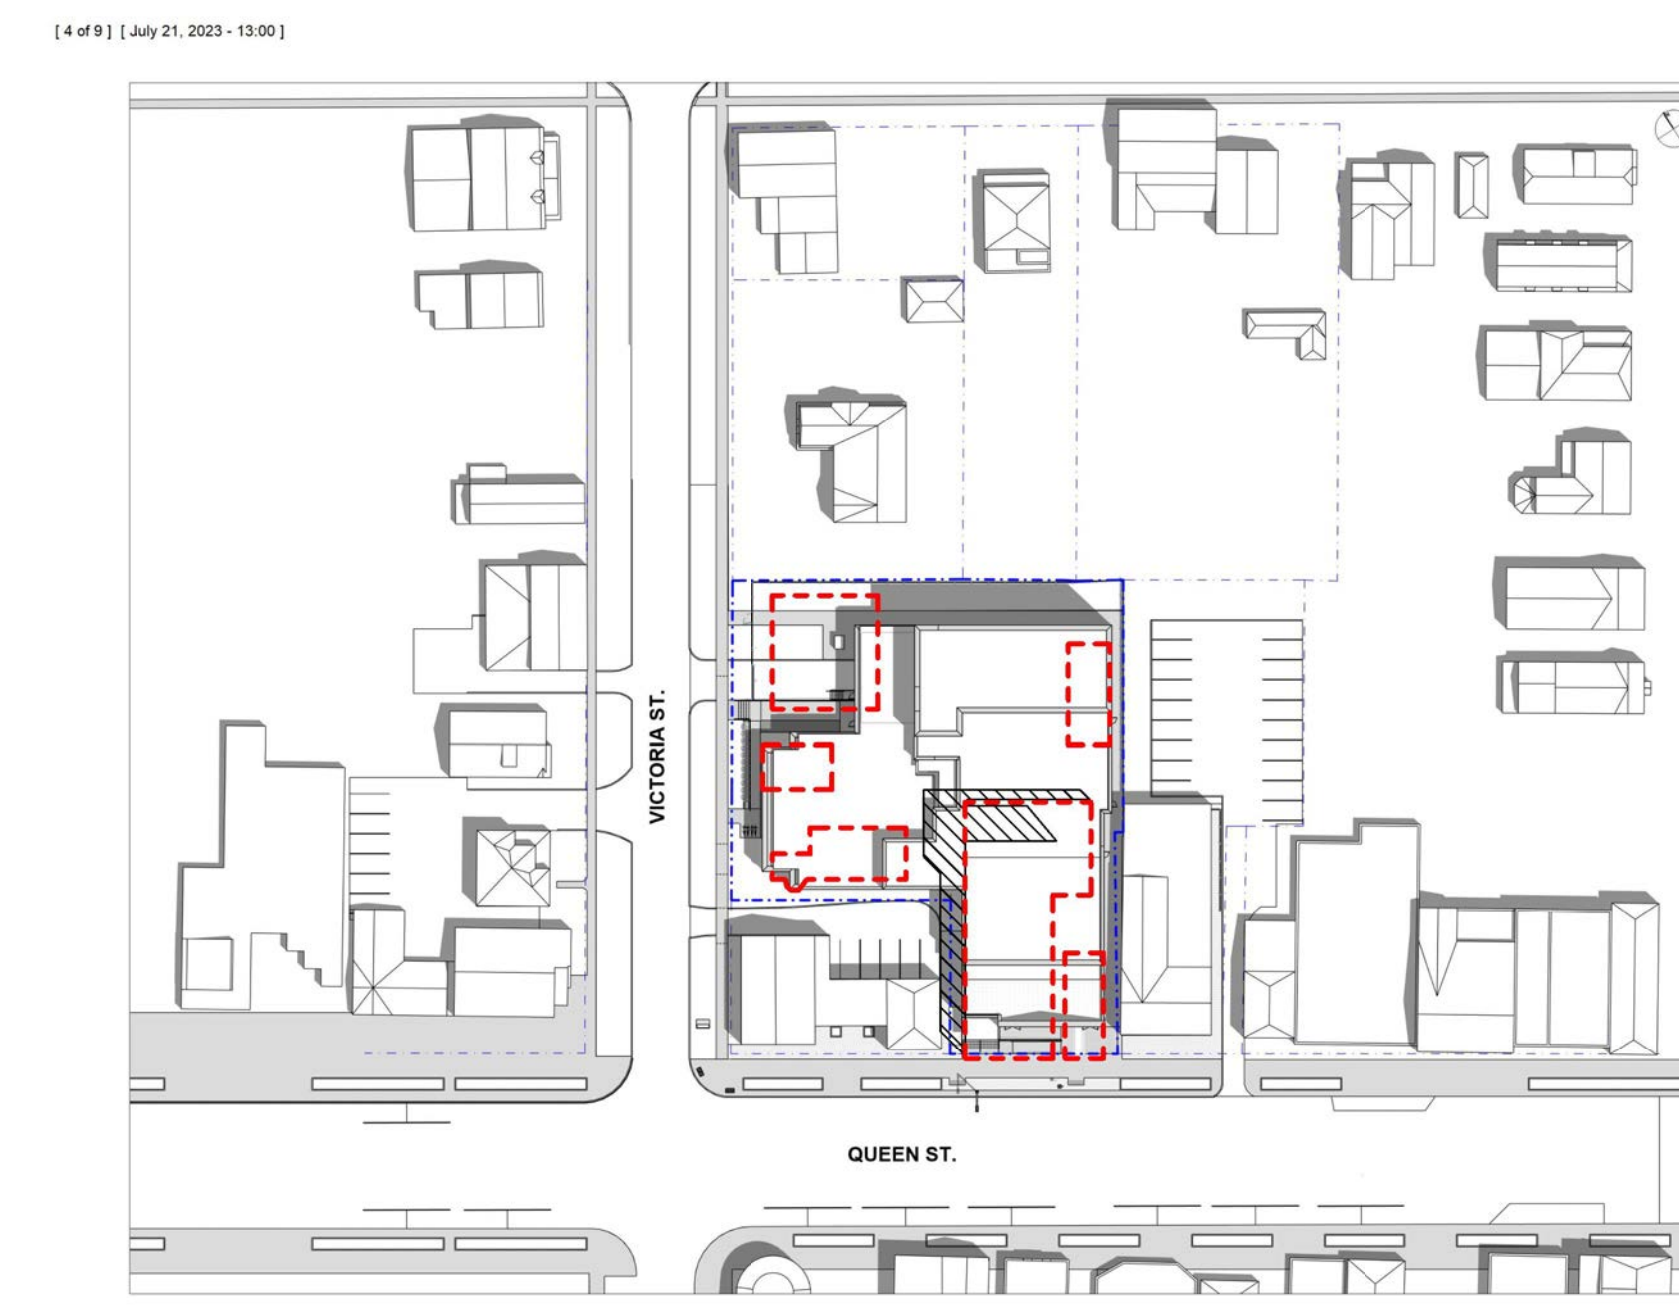 [ 4 of 9 ] [ July 21, 2023 - 13:00 ]
VICTORIA ST.
QUEEN ST.